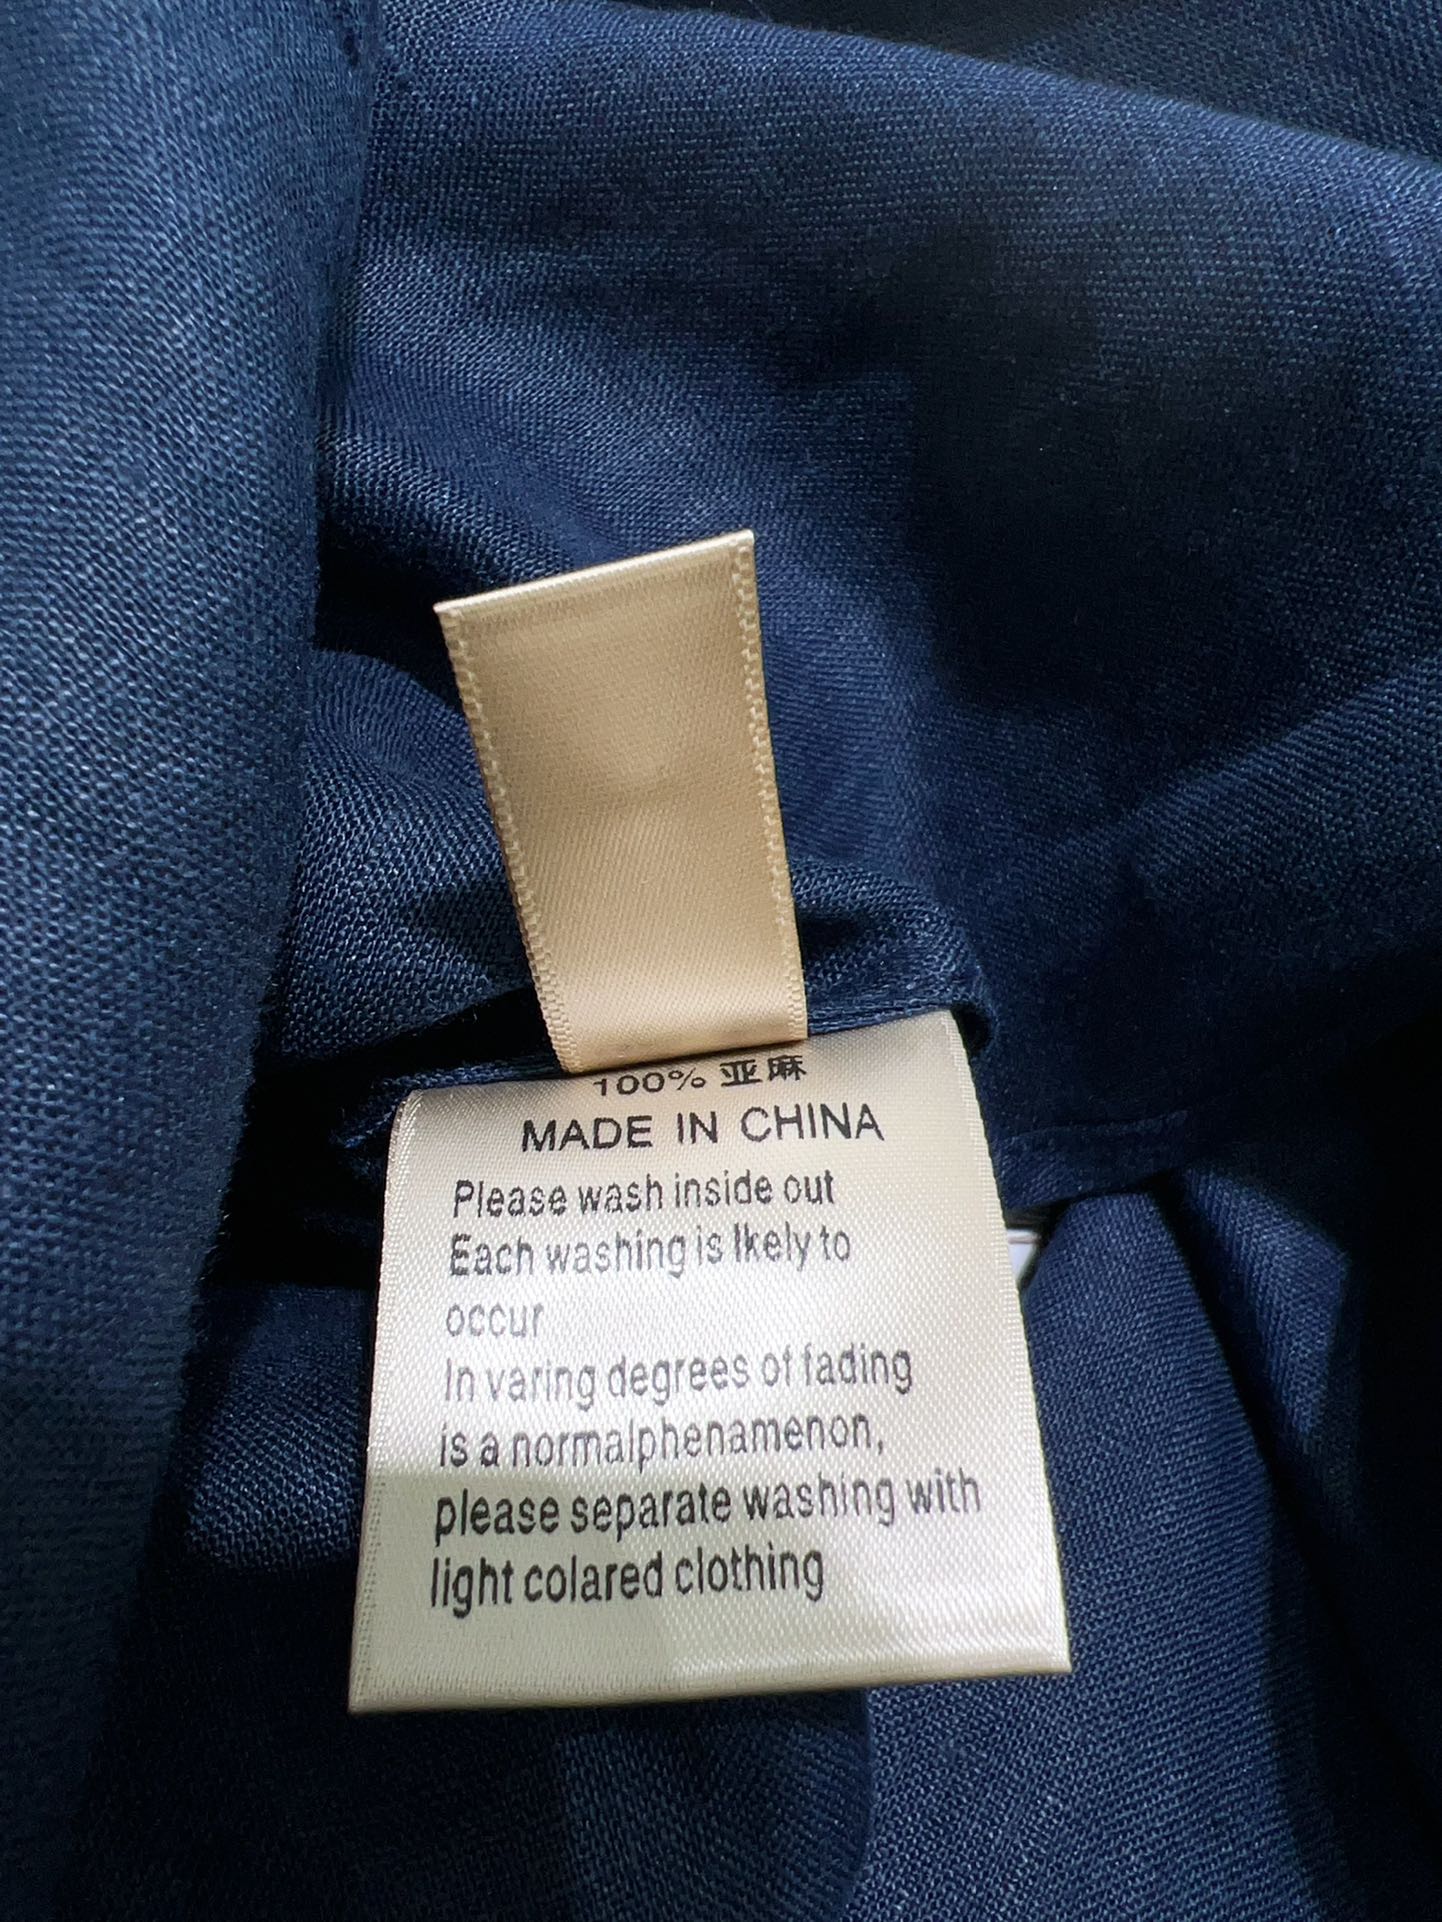 100% 亚麻
MADE IN CHINA
Please wash inside out
Each washing is lkely to
occur
In varing degrees of fading
is a normalphenamenon,
please separate washing with
light colared clothing